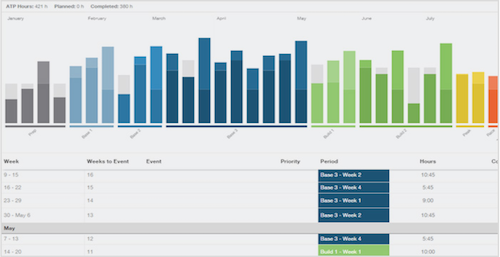 ATP Hours: 421 h Planned: 0 h Completed: 380 h
January February March April May June July
Prep Base 1 Base 2 Base 3 Build 1 Build 2 Peak Race
Week Weeks to Event Event Priority Period Hours
9 - 15 16 Base 3 - Week 2 10:45
16 - 22 15 Base 3 - Week 4 5:45
23 - 29 14 Base 3 - Week 1 9:00
30 - May 6 13 Base 3 - Week 2 10:45
May
7 - 13 12 Base 3 - Week 4 5:45
14 - 20 11 Build 1 - Week 1 10:45